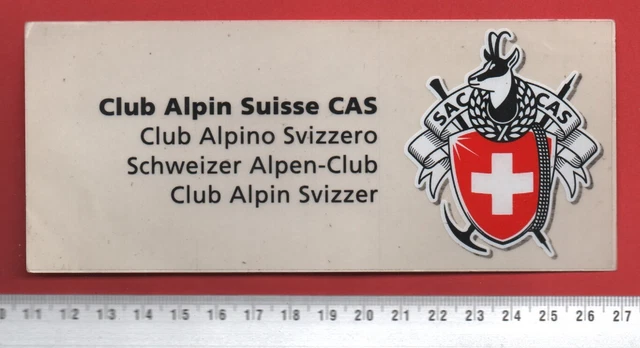 Club Alpin Suisse CAS
Club Alpino Svizzero
Schweizer Alpen-Club
Club Alpin Svizzer
SAC CAS
0 11 12 13 14 15 16 17 18 19 20 21 22 23 24 25 26 27